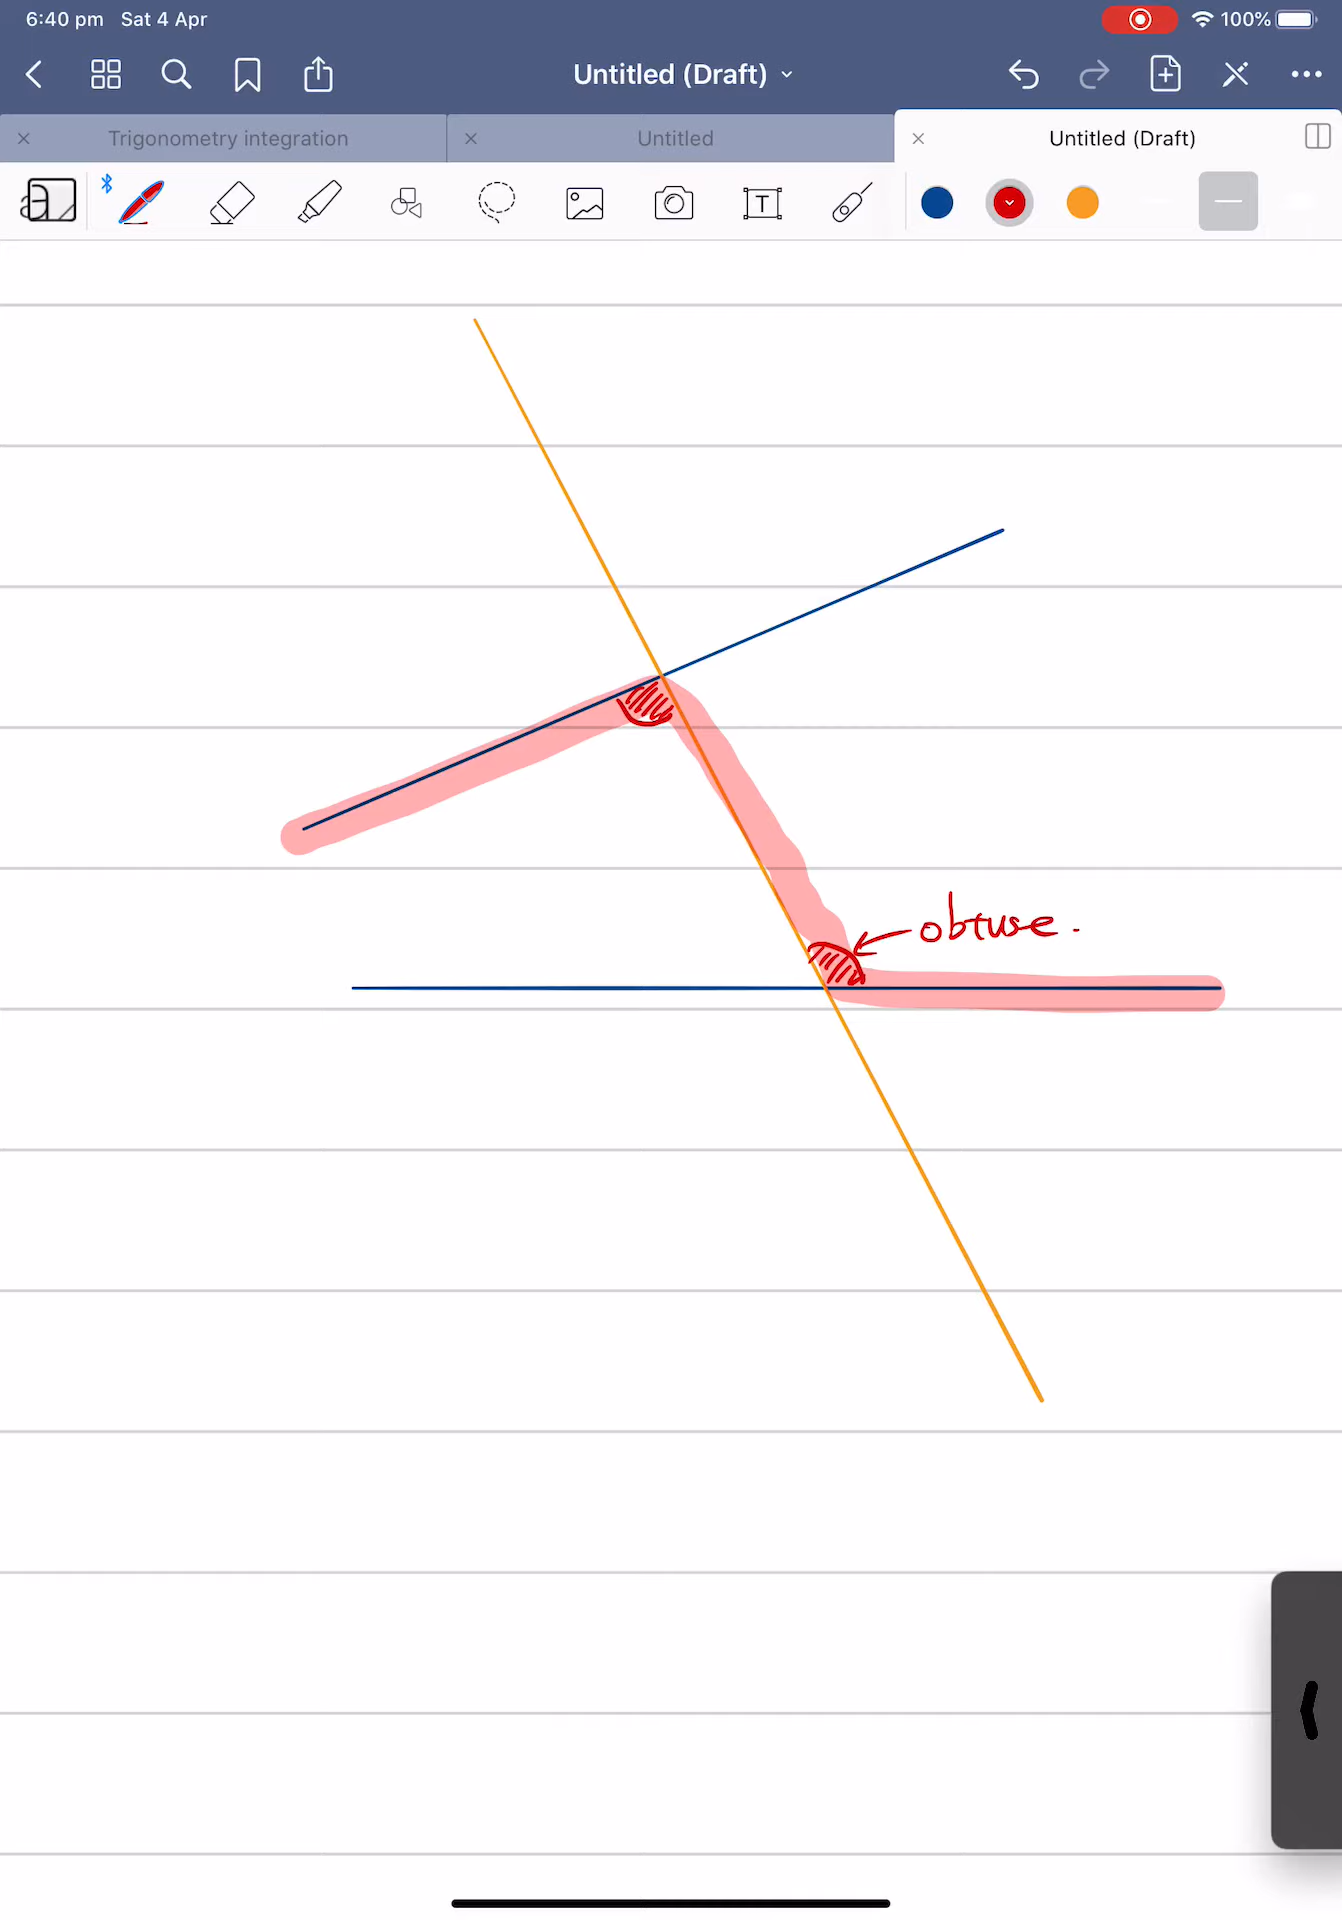 6:40 pm Sat 4 Apr 100%
Untitled (Draft)
Trigonometry integration Untitled Untitled (Draft)
a T
obtuse.